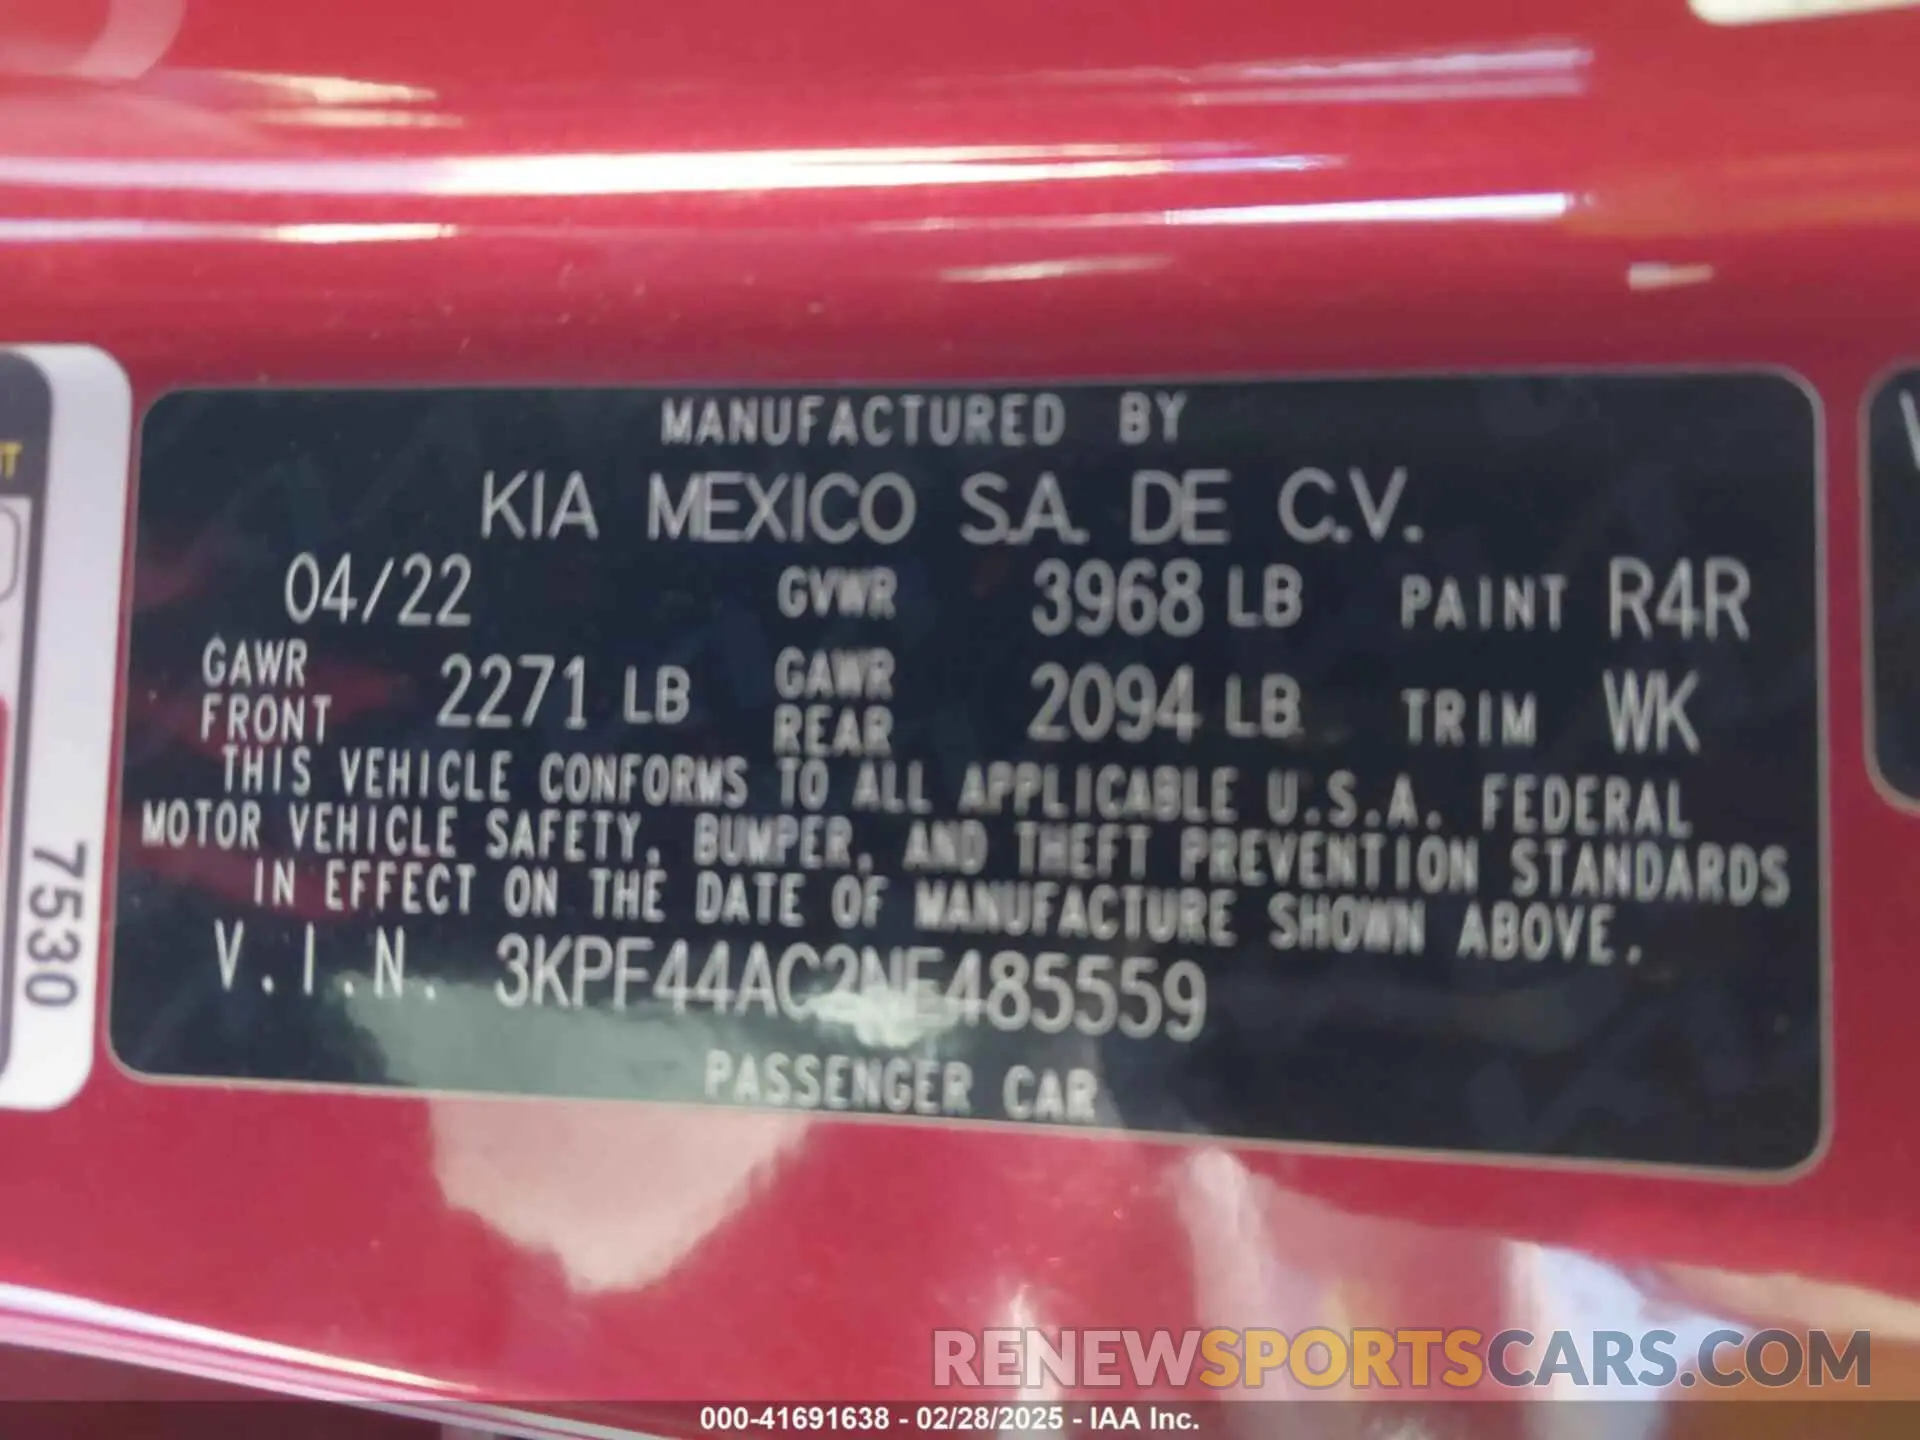 MANUFACTURED BY
KIA MEXICO S.A. DE C.V.
04/22 GVWR 3968 LB PAINT R4R
GAWR FRONT 2271 LB GAWR REAR 2094 LB TRIM WK
THIS VEHICLE CONFORMS TO ALL APPLICABLE U.S.A. FEDERAL
MOTOR VEHICLE SAFETY, BUMPER, AND THEFT PREVENTION STANDARDS
IN EFFECT ON THE DATE OF MANUFACTURE SHOWN ABOVE.
V.I.N. 3KPF44AC2NE485559
PASSENGER CAR
7530
RENEWSPORTSCARS.COM
000-41691638 - 02/28/2025 - IAA Inc.